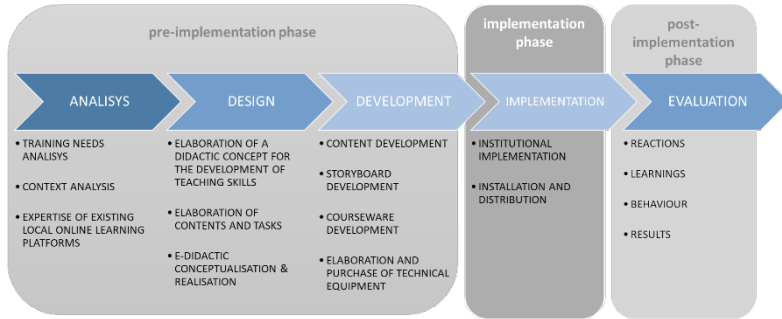 pre-implementation phase
implementation
phase
post-
implementation
phase
ANALISYS
DESIGN
DEVELOPMENT
IMPLEMENTATION
EVALUATION
• TRAINING NEEDS
ANALISYS
• CONTEXT ANALYSIS
• EXPERTISE OF EXISTING
LOCAL ONLINE LEARNING
PLATFORMS
• ELABORATION OF A
DIDACTIC CONCEPT FOR
THE DEVELOPMENT OF
TEACHING SKILLS
• ELABORATION OF
CONTENTS AND TASKS
• E-DIDACTIC
CONCEPTUALISATION &
REALISATION
• CONTENT DEVELOPMENT
• STORYBOARD
DEVELOPMENT
• COURSEWARE
DEVELOPMENT
• ELABORATION AND
PURCHASE OF TECHNICAL
EQUIPMENT
• INSTITUTIONAL
IMPLEMENTATION
• INSTALLATION AND
DISTRIBUTION
• REACTIONS
• LEARNINGS
• BEHAVIOUR
• RESULTS